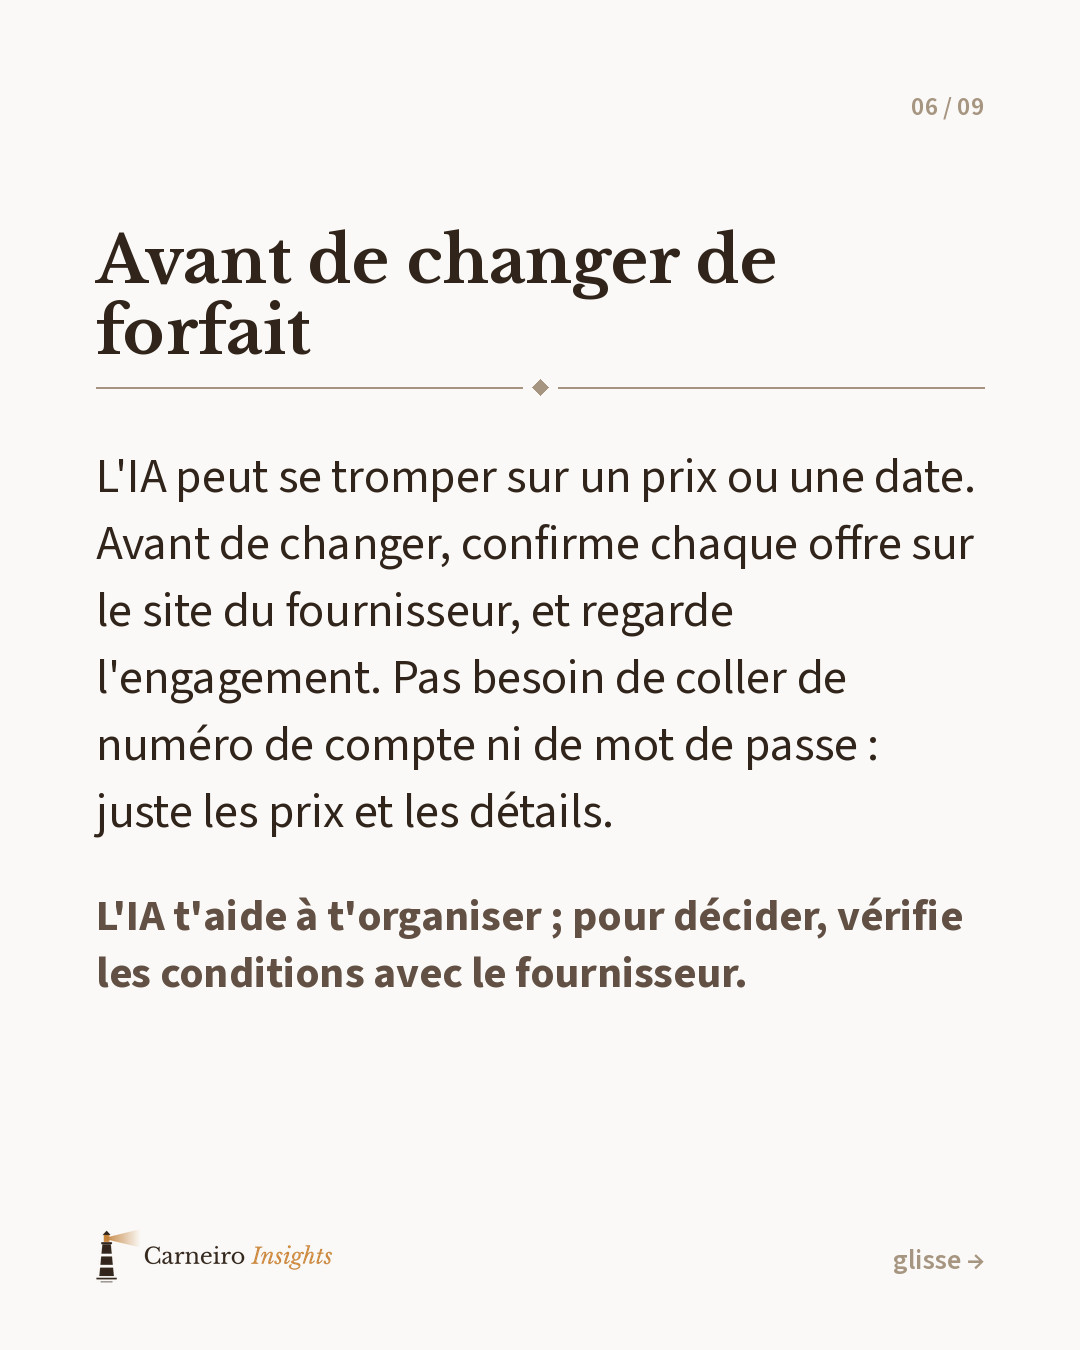 06 / 09
Avant de changer de
forfait
L'IA peut se tromper sur un prix ou une date.
Avant de changer, confirme chaque offre sur
le site du fournisseur, et regarde
l'engagement. Pas besoin de coller de
numéro de compte ni de mot de passe :
juste les prix et les détails.
L'IA t'aide à t'organiser ; pour décider, vérifie
les conditions avec le fournisseur.
Carneiro Insights
glisse →